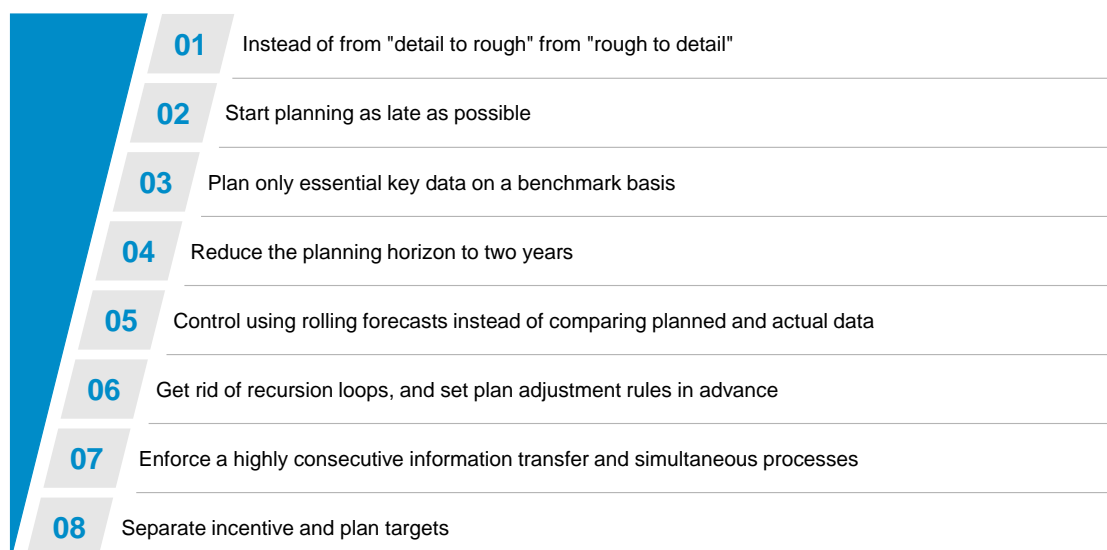 01 Instead of from "detail to rough" from "rough to detail"
02 Start planning as late as possible
03 Plan only essential key data on a benchmark basis
04 Reduce the planning horizon to two years
05 Control using rolling forecasts instead of comparing planned and actual data
06 Get rid of recursion loops, and set plan adjustment rules in advance
07 Enforce a highly consecutive information transfer and simultaneous processes
08 Separate incentive and plan targets